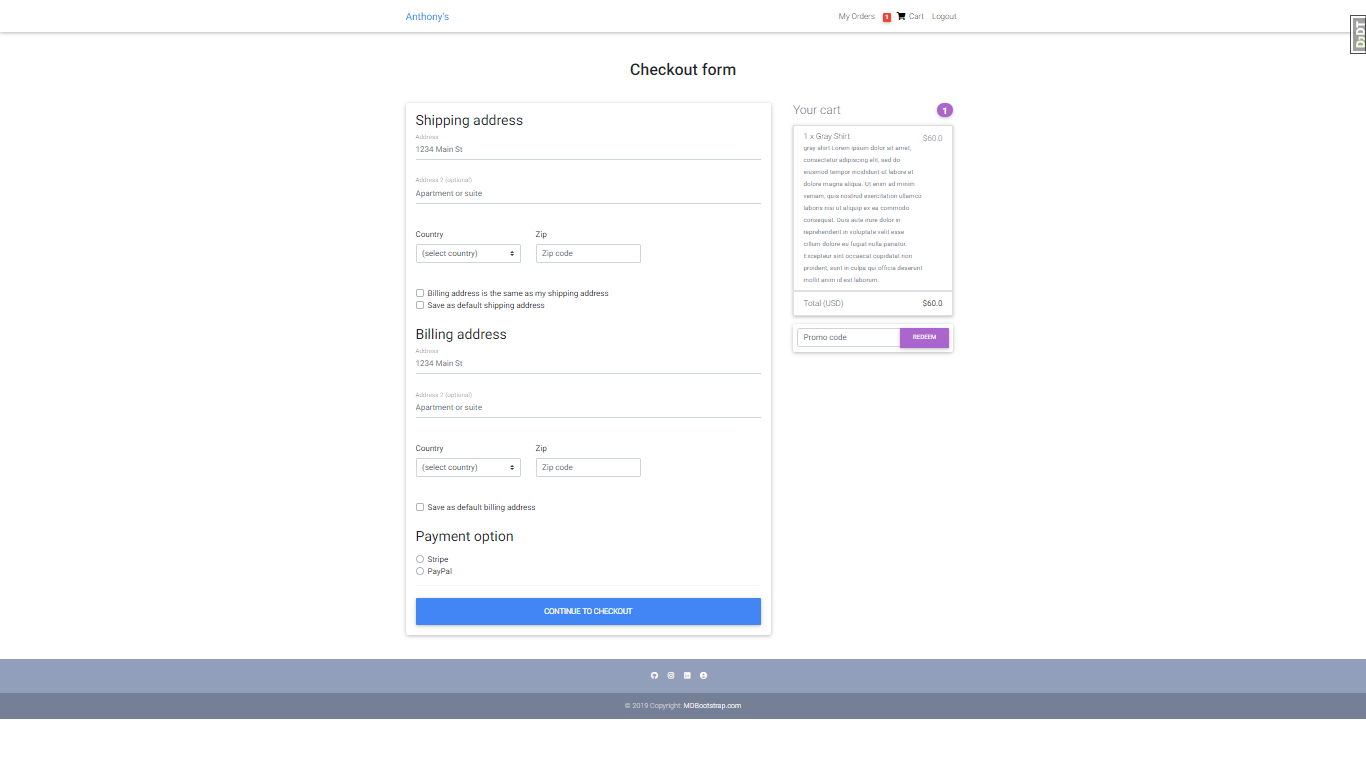 Anthony's
My Orders 1 Cart Logout
DjDT
Checkout form
Shipping address
Address
1234 Main St
Address 2 (optional)
Apartment or suite
Country Zip
(select country) Zip code
Billing address is the same as my shipping address
Save as default shipping address
Billing address
Address
1234 Main St
Address 2 (optional)
Apartment or suite
Country Zip
(select country) Zip code
Save as default billing address
Payment option
Stripe
PayPal
CONTINUE TO CHECKOUT
Your cart 1
1 x Gray Shirt $60.0
gray shirt Lorem ipsum dolor sit amet,
consectetur adipiscing elit, sed do
eiusmod tempor incididunt ut labore et
dolore magna aliqua. Ut enim ad minim
veniam, quis nostrud exercitation ullamco
laboris nisi ut aliquip ex ea commodo
consequat. Duis aute irure dolor in
reprehenderit in voluptate velit esse
cillum dolore eu fugiat nulla pariatur.
Excepteur sint occaecat cupidatat non
proident, sunt in culpa qui officia deserunt
mollit anim id est laborum.
Total (USD) $60.0
Promo code REDEEM
© 2019 Copyright: MDBootstrap.com